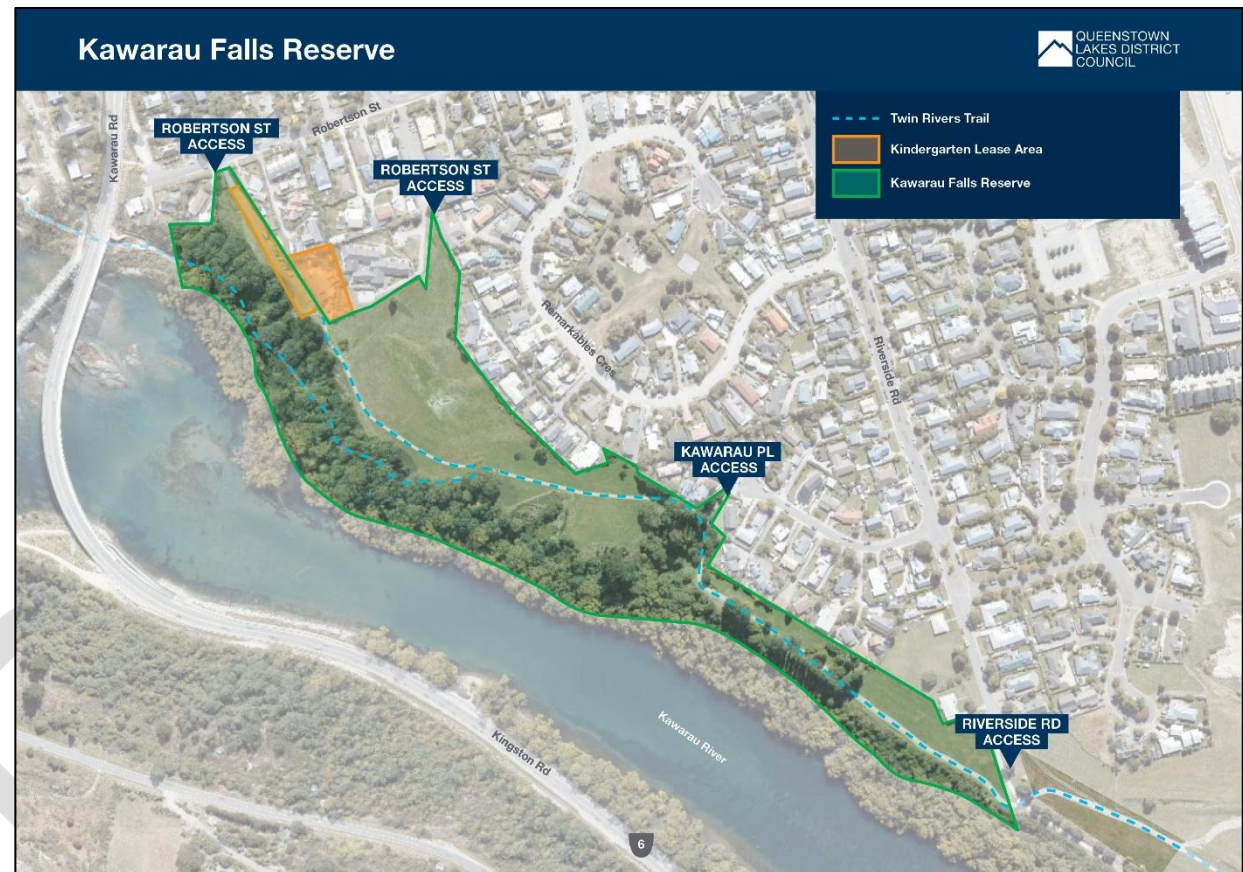 Kawarau Falls Reserve
QUEENSTOWN
LAKES DISTRICT
COUNCIL
Twin Rivers Trail
Kindergarten Lease Area
Kawarau Falls Reserve
Kawarau Rd
ROBERTSON ST
ACCESS
Robertson St
ROBERTSON ST
ACCESS
Remarkables Cres
Riverside Rd
KAWARAU PL
ACCESS
RIVERSIDE RD
ACCESS
Kawarau River
Kingston Rd
6